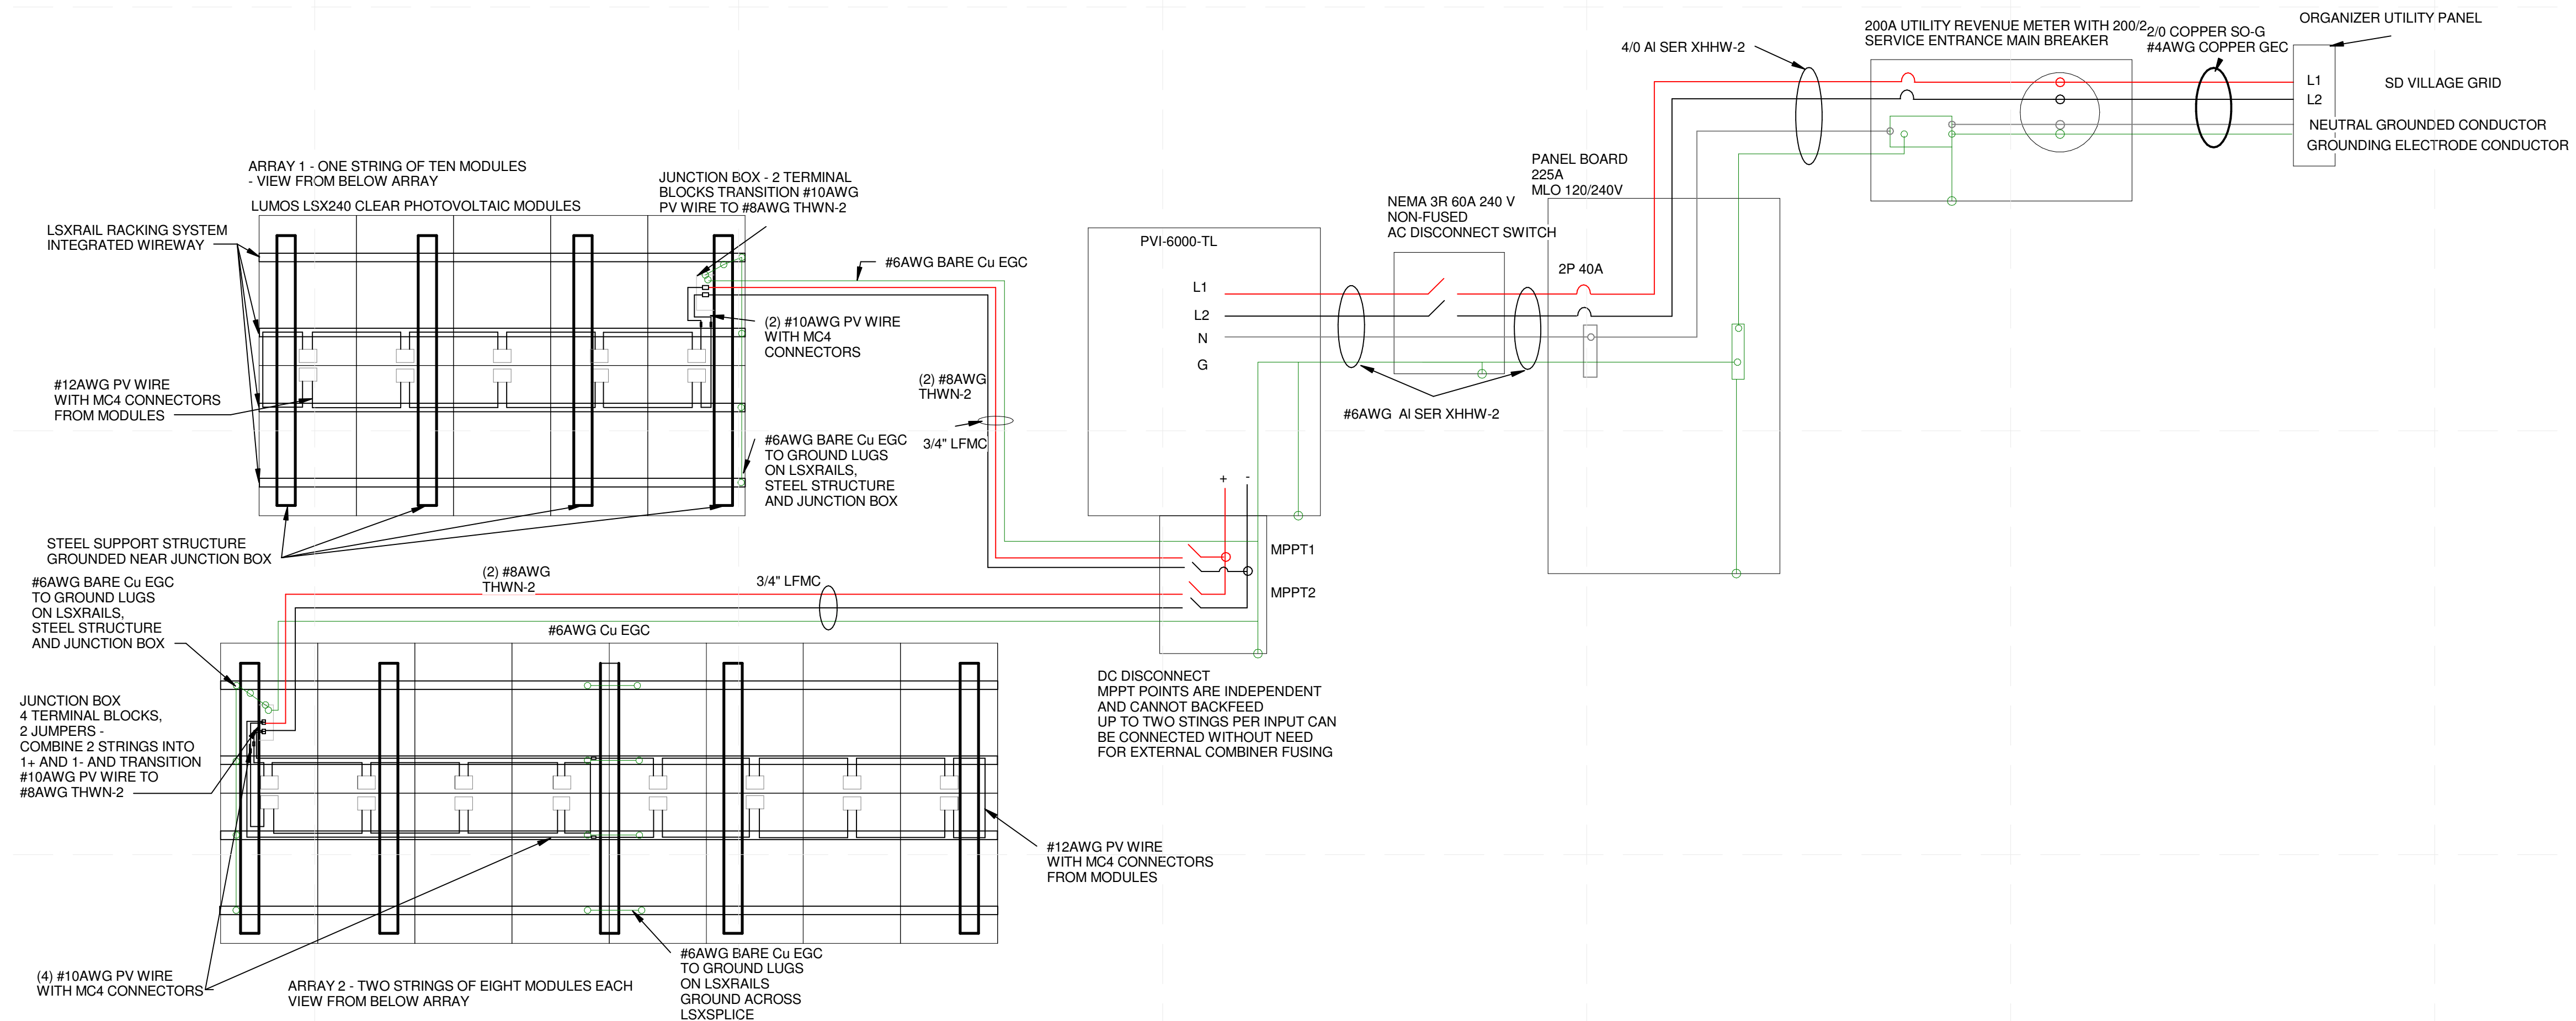 ORGANIZER UTILITY PANEL
200A UTILITY REVENUE METER WITH 200/2
SERVICE ENTRANCE MAIN BREAKER
2/0 COPPER SO-G
#4AWG COPPER GEC
4/0 Al SER XHHW-2
L1
L2
SD VILLAGE GRID
NEUTRAL GROUNDED CONDUCTOR
GROUNDING ELECTRODE CONDUCTOR
PANEL BOARD
225A
MLO 120/240V
NEMA 3R 60A 240 V
NON-FUSED
AC DISCONNECT SWITCH
2P 40A
PVI-6000-TL
L1
L2
N
G
#6AWG  Al SER XHHW-2
+
-
MPPT1
MPPT2
DC DISCONNECT
MPPT POINTS ARE INDEPENDENT
AND CANNOT BACKFEED
UP TO TWO STINGS PER INPUT CAN
BE CONNECTED WITHOUT NEED
FOR EXTERNAL COMBINER FUSING
ARRAY 1 - ONE STRING OF TEN MODULES
- VIEW FROM BELOW ARRAY
LUMOS LSX240 CLEAR PHOTOVOLTAIC MODULES
JUNCTION BOX - 2 TERMINAL
BLOCKS TRANSITION #10AWG
PV WIRE TO #8AWG THWN-2
LSXRAIL RACKING SYSTEM
INTEGRATED WIREWAY
#6AWG BARE Cu EGC
(2) #10AWG PV WIRE
WITH MC4
CONNECTORS
#12AWG PV WIRE
WITH MC4 CONNECTORS
FROM MODULES
(2) #8AWG
THWN-2
3/4" LFMC
#6AWG BARE Cu EGC
TO GROUND LUGS
ON LSXRAILS,
STEEL STRUCTURE
AND JUNCTION BOX
STEEL SUPPORT STRUCTURE
GROUNDED NEAR JUNCTION BOX
#6AWG BARE Cu EGC
TO GROUND LUGS
ON LSXRAILS,
STEEL STRUCTURE
AND JUNCTION BOX
(2) #8AWG
THWN-2
3/4" LFMC
#6AWG Cu EGC
JUNCTION BOX
4 TERMINAL BLOCKS,
2 JUMPERS -
COMBINE 2 STRINGS INTO
1+ AND 1- AND TRANSITION
#10AWG PV WIRE TO
#8AWG THWN-2
#12AWG PV WIRE
WITH MC4 CONNECTORS
FROM MODULES
(4) #10AWG PV WIRE
WITH MC4 CONNECTORS
ARRAY 2 - TWO STRINGS OF EIGHT MODULES EACH
VIEW FROM BELOW ARRAY
#6AWG BARE Cu EGC
TO GROUND LUGS
ON LSXRAILS
GROUND ACROSS
LSXSPLICE